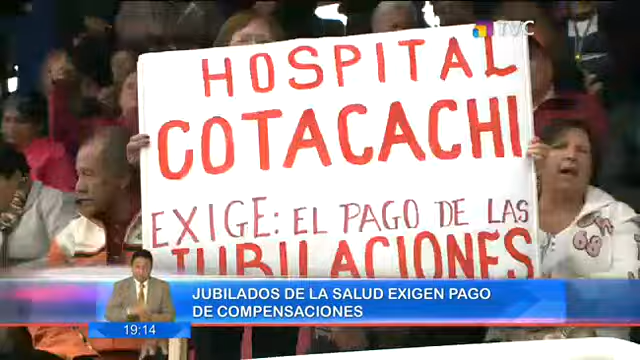 TVC
HOSPITAL
COTACACHI
EXIGE: EL PAGO DE LAS
JUBILACIONES
JUBILADOS DE LA SALUD EXIGEN PAGO
DE COMPENSACIONES
19:14